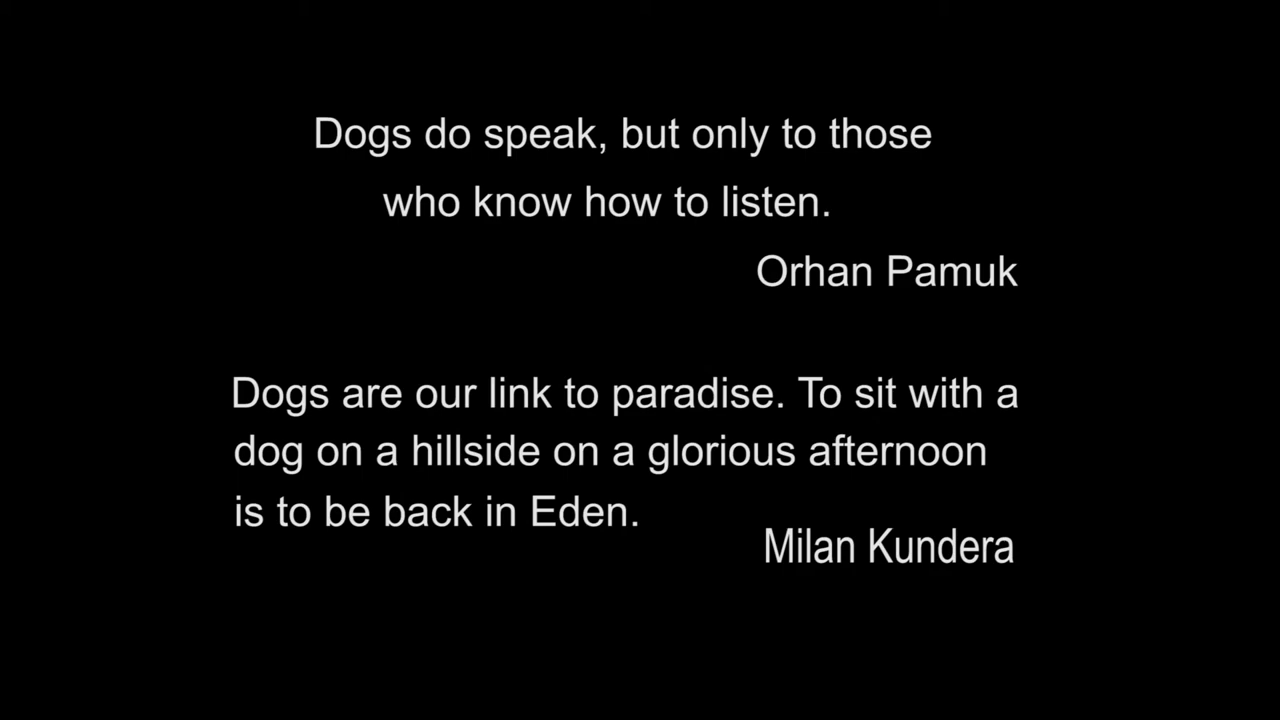 Dogs do speak, but only to those
who know how to listen.
Orhan Pamuk
Dogs are our link to paradise. To sit with a
dog on a hillside on a glorious afternoon
is to be back in Eden.
Milan Kundera